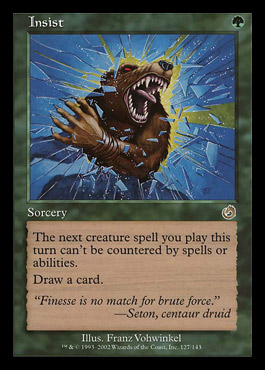 Insist
Sorcery
The next creature spell you play this
turn can't be countered by spells or
abilities.
Draw a card.
“Finesse is no match for brute force.”
—Seton, centaur druid
Illus. Franz Vohwinkel
™ & © 1993-2002 Wizards of the Coast, Inc. 127/143